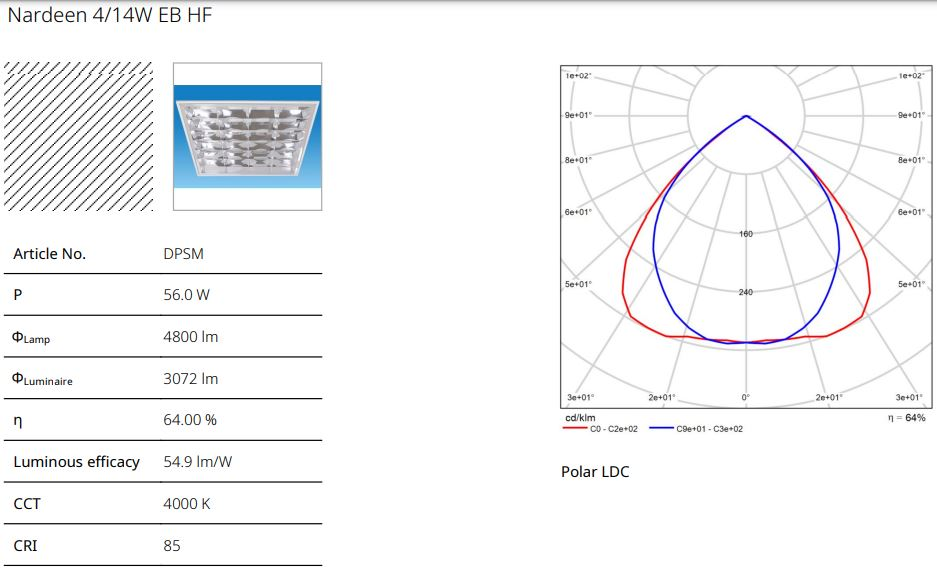 Nardeen 4/14W EB HF
Article No. DPSM
P 56.0 W
ΦLamp 4800 lm
ΦLuminaire 3072 lm
η 64.00 %
Luminous efficacy 54.9 lm/W
CCT 4000 K
CRI 85
1e+02° 1e+02°
9e+01° 9e+01°
8e+01° 8e+01°
6e+01° 6e+01°
160
5e+01° 5e+01°
240
3e+01° 2e+01° 0° 2e+01° 3e+01°
cd/klm η = 64%
C0 - C2e+02 C9e+01 - C3e+02
Polar LDC